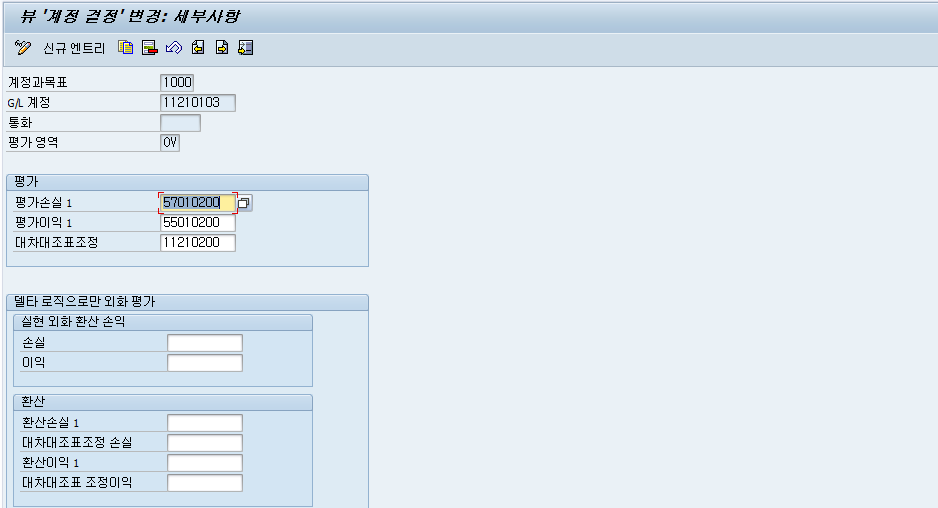 뷰 '계정 결정' 변경: 세부사항
신규 엔트리
계정과목표 1000
G/L 계정 11210103
통화
평가 영역 OV
평가
평가손실 1 57010200
평가이익 1 55010200
대차대조표조정 11210200
델타 로직으로만 외화 평가
실현 외화 환산 손익
손실
이익
환산
환산손실 1
대차대조표조정 손실
환산이익 1
대차대조표 조정이익